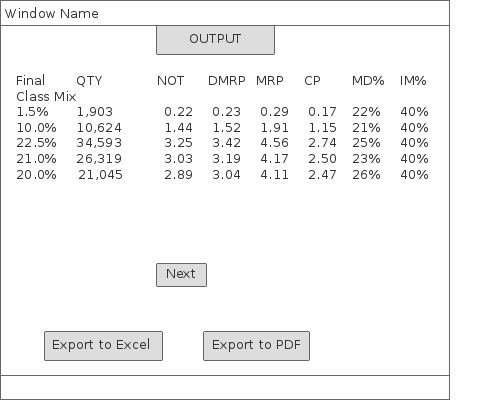 Window Name
OUTPUT
Final QTY NOT DMRP MRP CP MD% IM%
Class Mix
1.5% 1,903 0.22 0.23 0.29 0.17 22% 40%
10.0% 10,624 1.44 1.52 1.91 1.15 21% 40%
22.5% 34,593 3.25 3.42 4.56 2.74 25% 40%
21.0% 26,319 3.03 3.19 4.17 2.50 23% 40%
20.0% 21,045 2.89 3.04 4.11 2.47 26% 40%
Next
Export to Excel Export to PDF